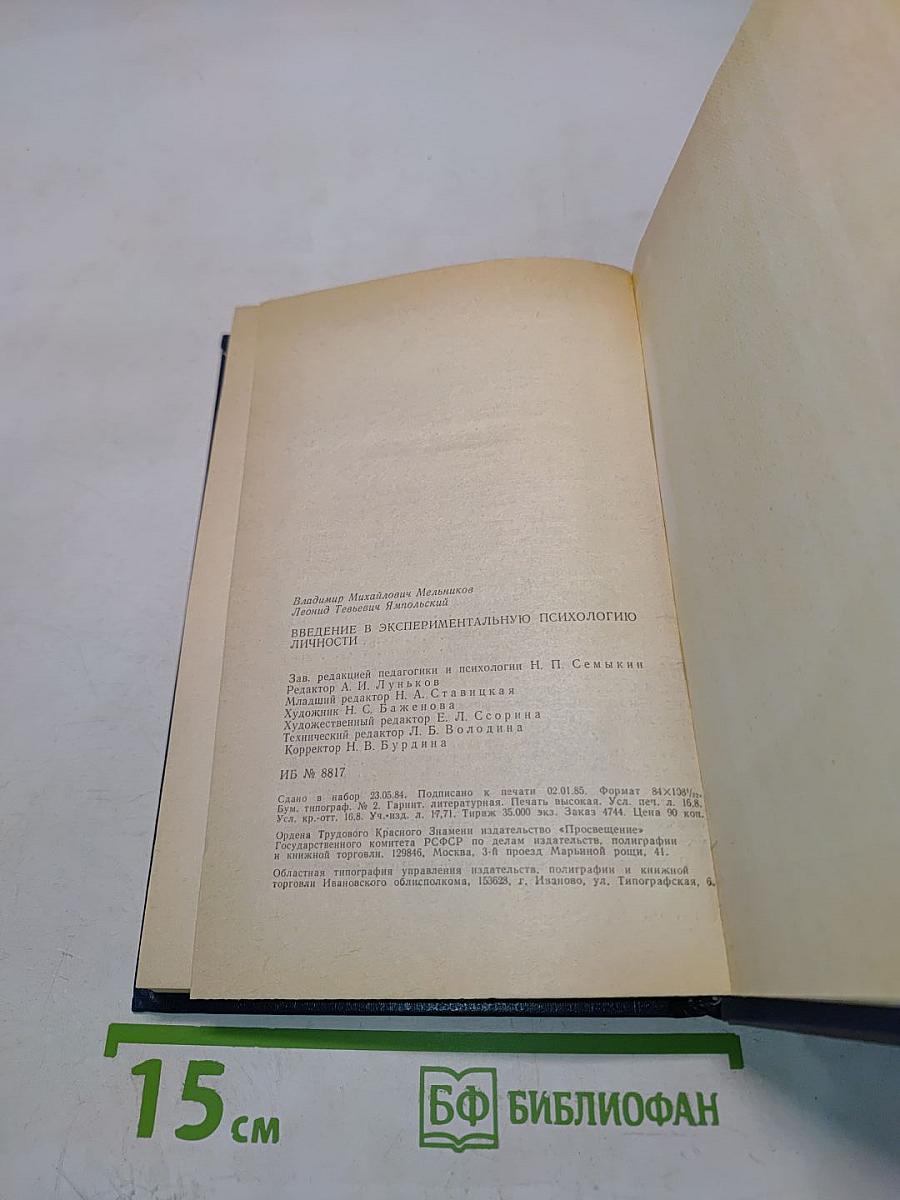 Владимир Михайлович Мельников
Леонид Тевьевич Ямпольский
ВВЕДЕНИЕ В ЭКСПЕРИМЕНТАЛЬНУЮ ПСИХОЛОГИЮ
ЛИЧНОСТИ
Зав. редакцией педагогики и психологии Н. П. Семыкин
Редактор А. И. Луньков
Младший редактор Н. А. Ставицкая
Художник Н. С. Баженова
Художественный редактор Е. Л. Ссорина
Технический редактор Л. Б. Володина
Корректор Н. В. Бурдина
ИБ № 8817
Сдано в набор 23.05.84. Подписано к печати 02.01.85. Формат 84×108¹/₃₂.
Бум. типограф. № 2. Гарнит. литературная. Печать высокая. Усл. печ. л. 16,8.
Усл. кр.-отт. 16,8. Уч.-изд. л. 17,71. Тираж 35.000 экз. Заказ 4744. Цена 90 коп.
Ордена Трудового Красного Знамени издательство «Просвещение»
Государственного комитета РСФСР по делам издательств, полиграфии
и книжной торговли. 129846, Москва, 3-й проезд Марьиной рощи, 41.
Областная типография управления издательств, полиграфии и книжной
торговли Ивановского облисполкома, 153628, г. Иваново, ул. Типографская, 6.
15 см
БФ БИБЛИОФАН